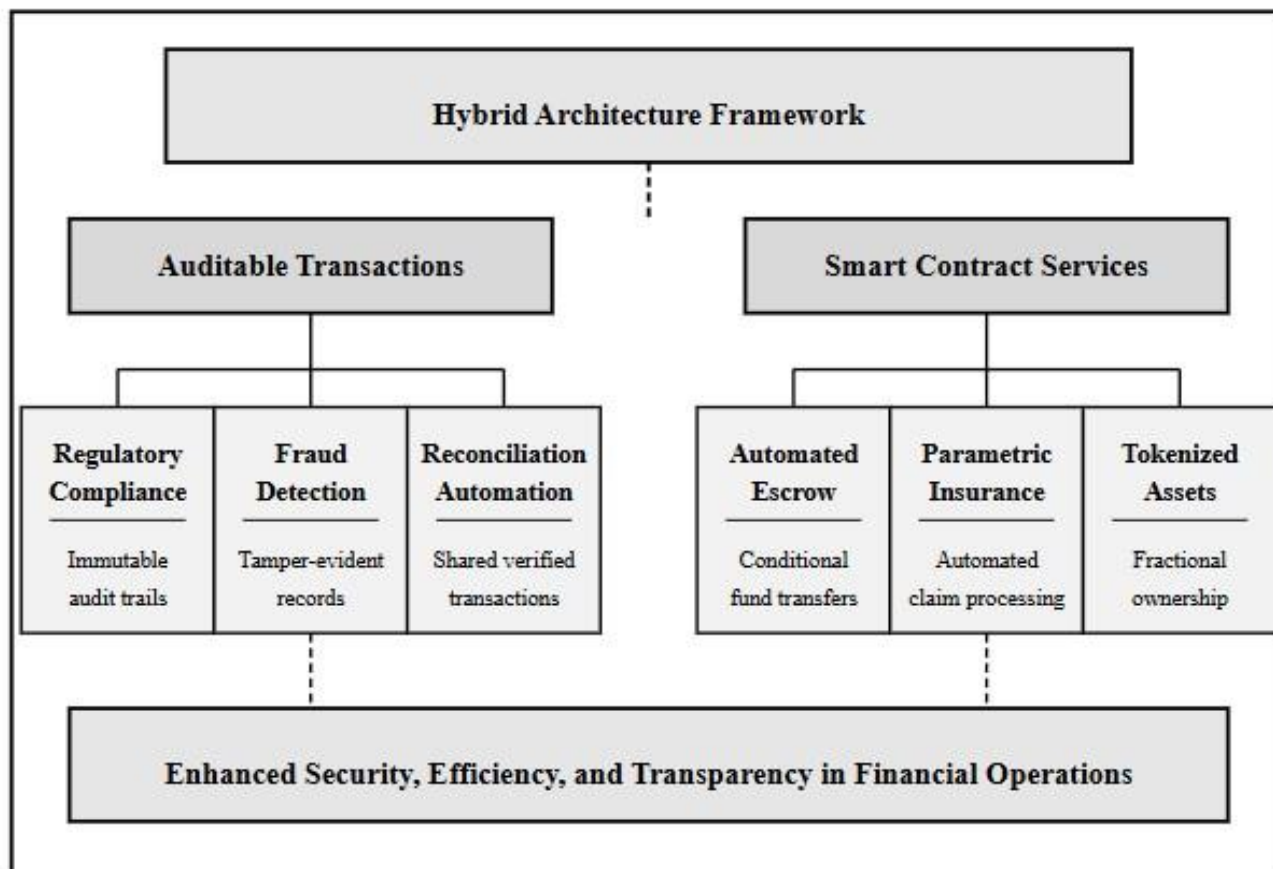 Hybrid Architecture Framework
Auditable Transactions
Smart Contract Services
Regulatory
Compliance
Immutable
audit trails
Fraud
Detection
Tamper-evident
records
Reconciliation
Automation
Shared verified
transactions
Automated
Escrow
Conditional
fund transfers
Parametric
Insurance
Automated
claim processing
Tokenized
Assets
Fractional
ownership
Enhanced Security, Efficiency, and Transparency in Financial Operations